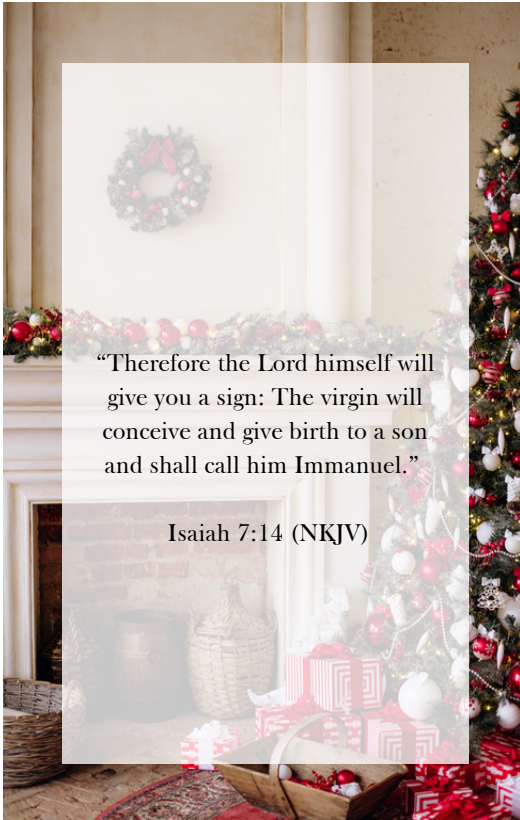 “Therefore the Lord himself will
give you a sign: The virgin will
conceive and give birth to a son
and shall call him Immanuel.”
Isaiah 7:14 (NKJV)